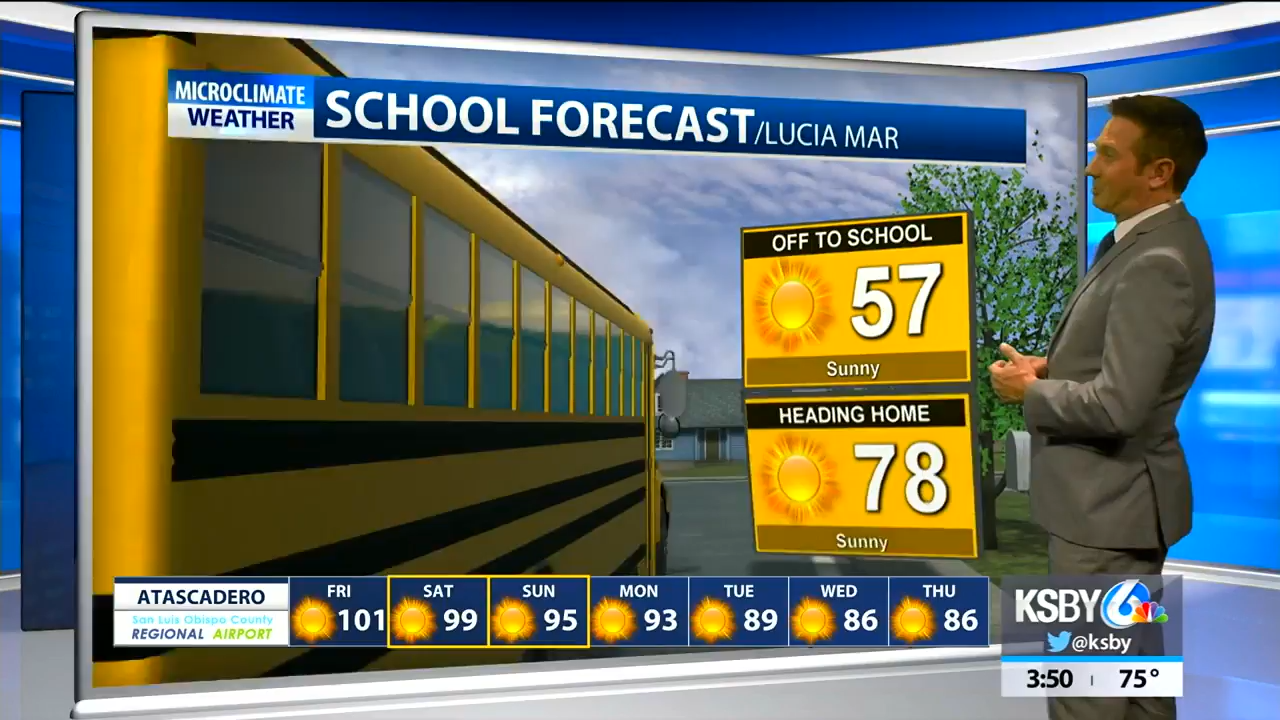 MICROCLIMATE
WEATHER
SCHOOL FORECAST/LUCIA MAR
OFF TO SCHOOL
57
Sunny
HEADING HOME
78
Sunny
ATASCADERO
San Luis Obispo County
REGIONAL AIRPORT
FRI
101
SAT
99
SUN
95
MON
93
TUE
89
WED
86
THU
86
KSBY 6
@ksby
3:50 75°